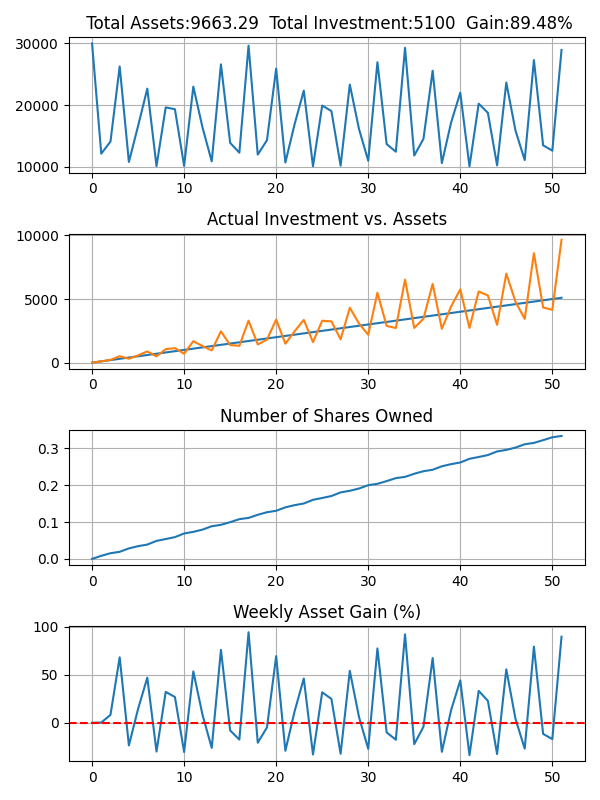 Total Assets:9663.29 Total Investment:5100 Gain:89.48%
30000
20000
10000
0 10 20 30 40 50
Actual Investment vs. Assets
10000
5000
0
0 10 20 30 40 50
Number of Shares Owned
0.3
0.2
0.1
0.0
0 10 20 30 40 50
Weekly Asset Gain (%)
100
50
0
0 10 20 30 40 50